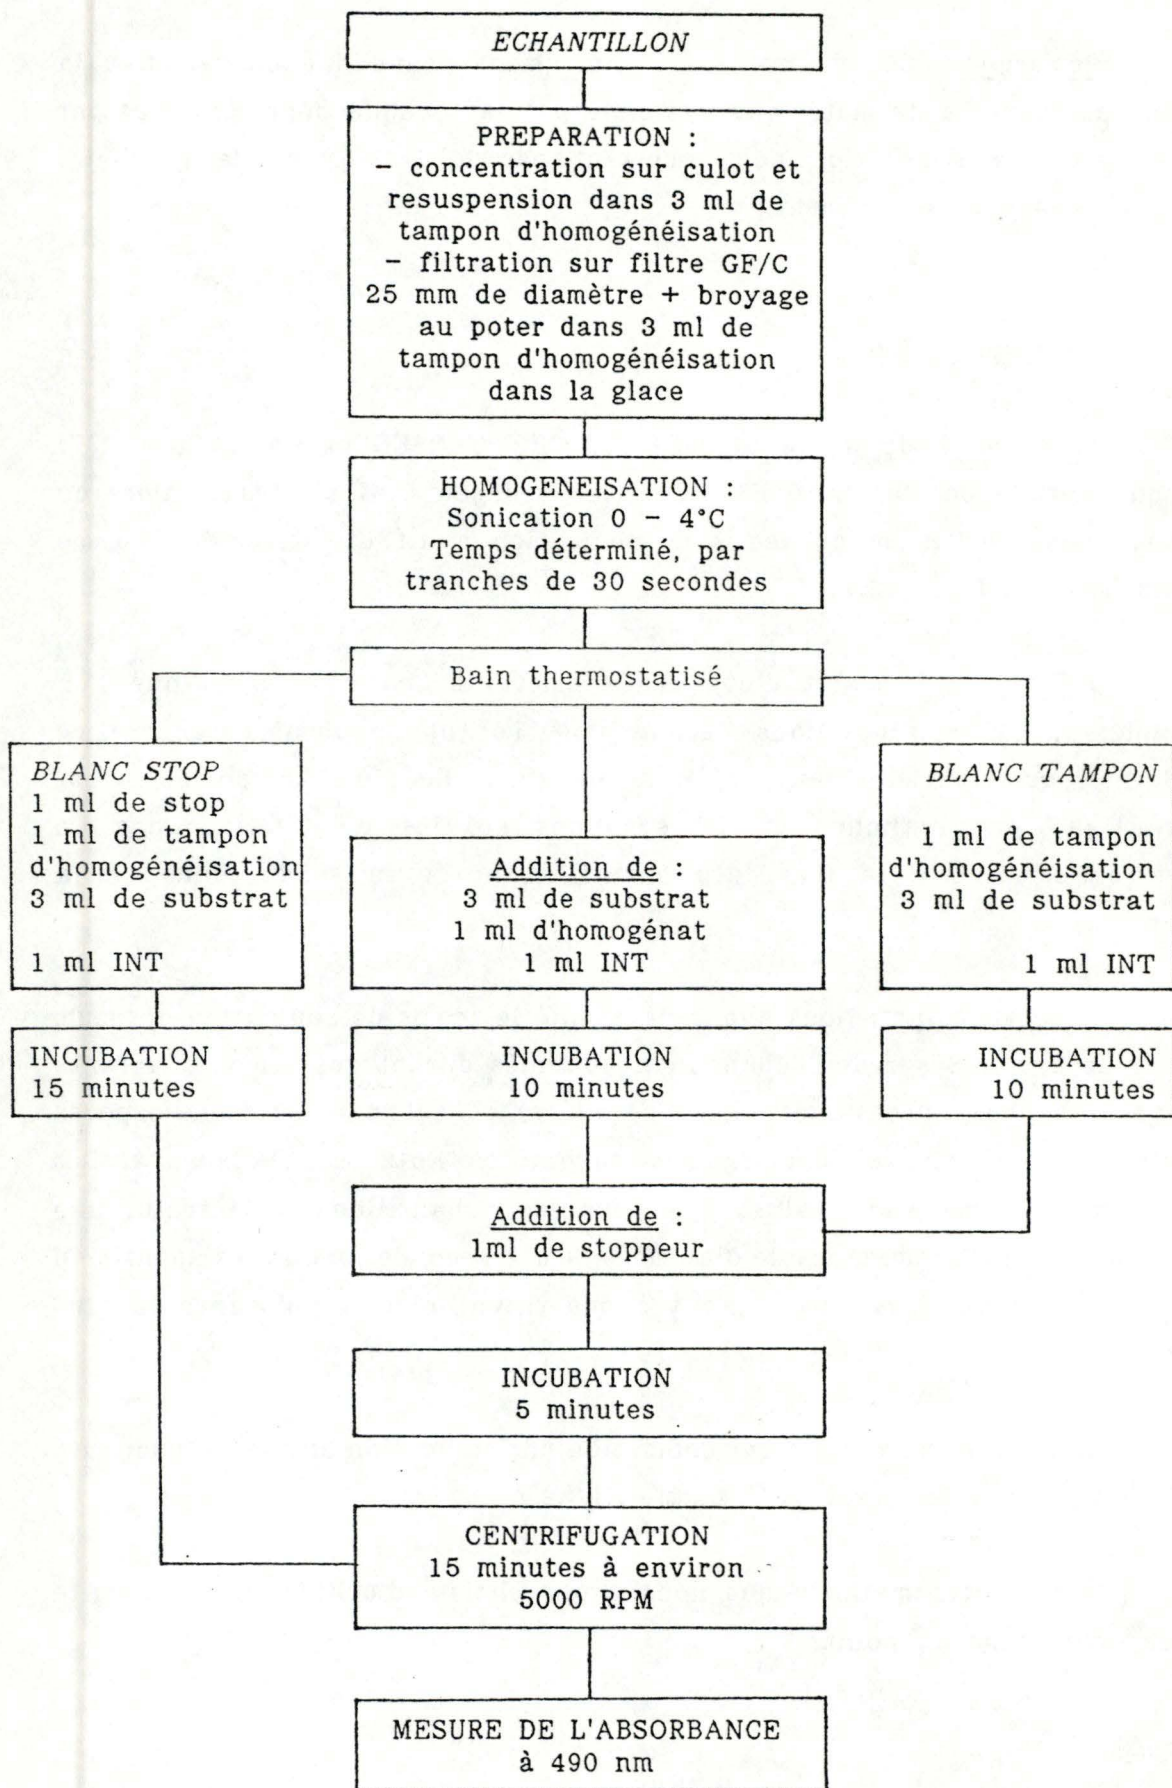 ECHANTILLON
PREPARATION :
- concentration sur culot et
resuspension dans 3 ml de
tampon d'homogénéisation
- filtration sur filtre GF/C
25 mm de diamètre + broyage
au poter dans 3 ml de
tampon d'homogénéisation
dans la glace
HOMOGENEISATION :
Sonication 0 - 4°C
Temps déterminé, par
tranches de 30 secondes
Bain thermostatisé
BLANC STOP
1 ml de stop
1 ml de tampon
d'homogénéisation
3 ml de substrat
1 ml INT
Addition de :
3 ml de substrat
1 ml d'homogénat
1 ml INT
BLANC TAMPON
1 ml de tampon
d'homogénéisation
3 ml de substrat
1 ml INT
INCUBATION
15 minutes
INCUBATION
10 minutes
INCUBATION
10 minutes
Addition de :
1ml de stoppeur
INCUBATION
5 minutes
CENTRIFUGATION
15 minutes à environ
5000 RPM
MESURE DE L'ABSORBANCE
à 490 nm